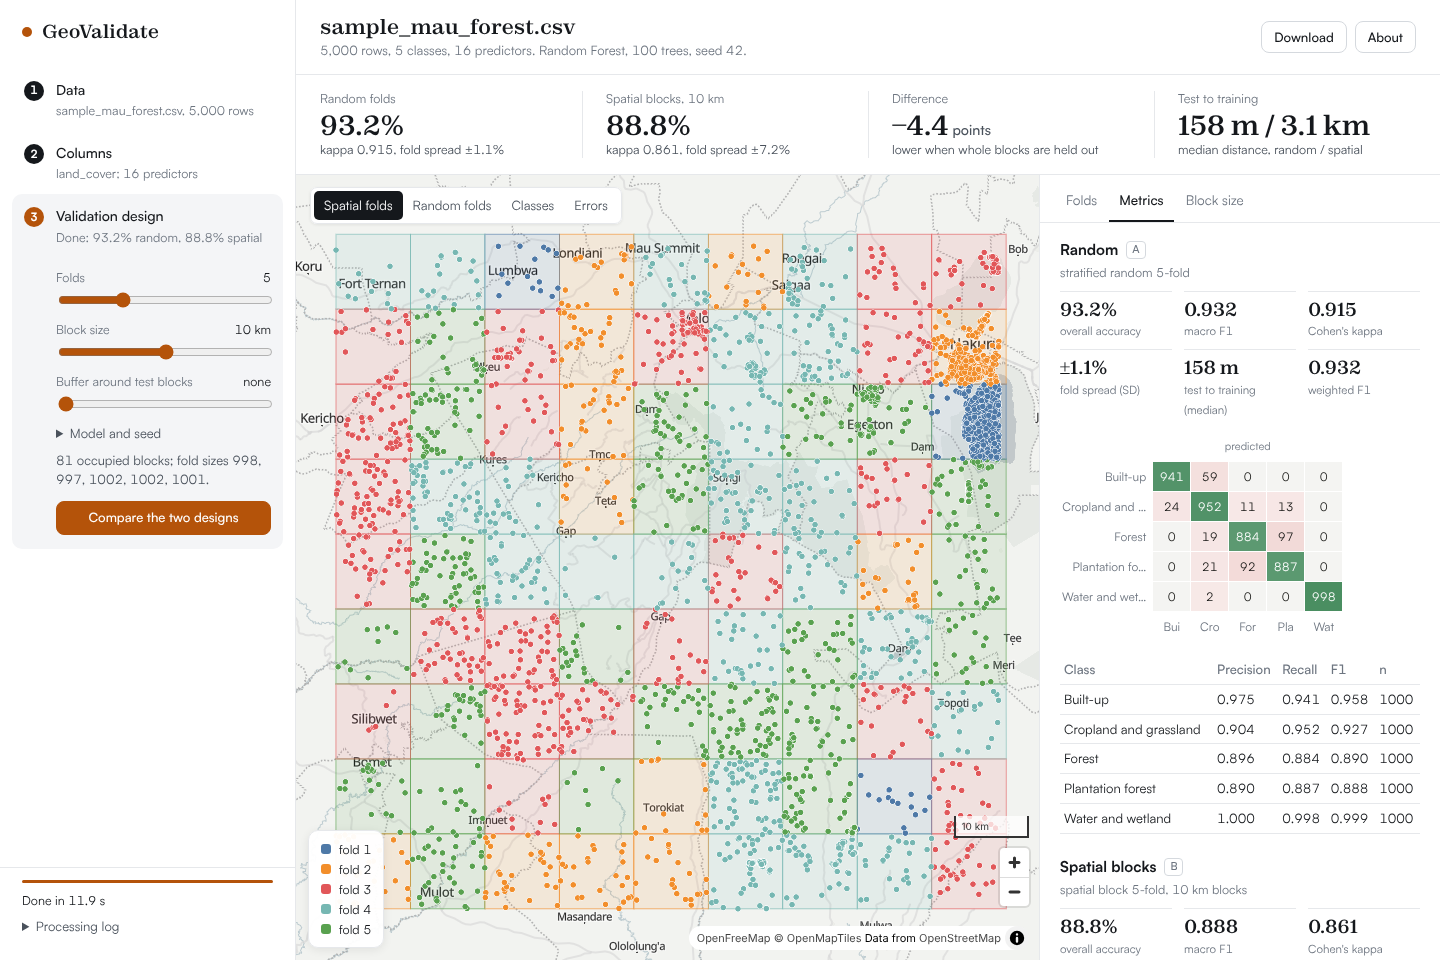 GeoValidate
1 Data
sample_mau_forest.csv, 5,000 rows
2 Columns
land_cover; 16 predictors
3 Validation design
Done: 93.2% random, 88.8% spatial
Folds 5
Block size 10 km
Buffer around test blocks none
Model and seed
81 occupied blocks; fold sizes 998,
997, 1002, 1002, 1001.
Compare the two designs
Done in 11.9 s
Processing log
sample_mau_forest.csv
5,000 rows, 5 classes, 16 predictors. Random Forest, 100 trees, seed 42.
Download About
Random folds
93.2%
kappa 0.915, fold spread ±1.1%
Spatial blocks, 10 km
88.8%
kappa 0.861, fold spread ±7.2%
Difference
−4.4 points
lower when whole blocks are held out
Test to training
158 m / 3.1 km
median distance, random / spatial
Spatial folds Random folds Classes Errors
Koru
Fort Ternan
Lumbwa
Londiani
Mau Summit
Rongai
Bob
Kericho
Egerton
Dam
Dam
Kures
Kericho
Tmc
Teta
Gap
Tee
Meri
Silibwet
Topoti
Bomet
Torokiat
Mulot
Masandare
Ololulung'a
10 km
+
−
fold 1
fold 2
fold 3
fold 4
fold 5
OpenFreeMap © OpenMapTiles Data from OpenStreetMap
Folds Metrics Block size
Random A
stratified random 5-fold
93.2% 0.932 0.915
overall accuracy macro F1 Cohen's kappa
±1.1% 158 m 0.932
fold spread (SD) test to training (median) weighted F1
predicted
Built-up 941 59 0 0 0
Cropland and ... 24 952 11 13 0
Forest 0 19 884 97 0
Plantation fo... 0 21 92 887 0
Water and wet... 0 2 0 0 998
Bui Cro For Pla Wat
Class Precision Recall F1 n
Built-up 0.975 0.941 0.958 1000
Cropland and grassland 0.904 0.952 0.927 1000
Forest 0.896 0.884 0.890 1000
Plantation forest 0.890 0.887 0.888 1000
Water and wetland 1.000 0.998 0.999 1000
Spatial blocks B
spatial block 5-fold, 10 km blocks
88.8% 0.888 0.861
overall accuracy macro F1 Cohen's kappa